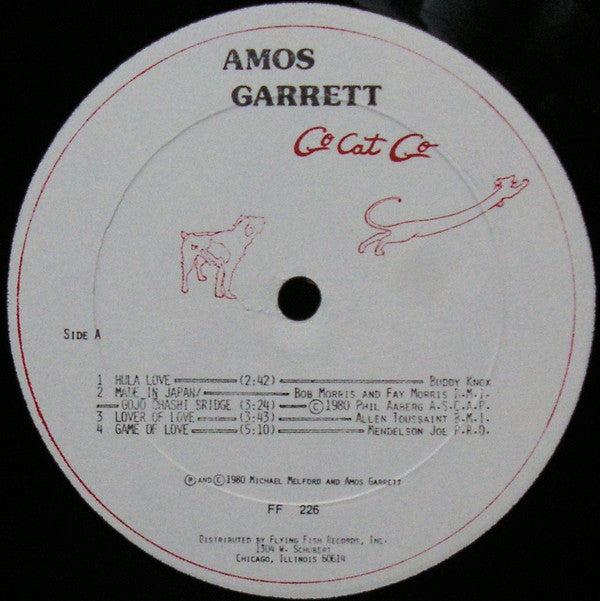 AMOS
GARRETT
Go Cat Go
SIDE A
1 HULA LOVE (2:42) BUDDY KNOX
2 MADE IN JAPAN/ BOB MORRIS AND FAY MORRIS B.M.I.
GOJO OHASHI SRIDGE (3:24) ©1980 PHIL AABERG A.S.C.A.P.
3 LOVER OF LOVE (3:43) ALLEN TOUSSAINT B.M.I.
4 GAME OF LOVE (5:10) MENDELSON JOE P.R.O.
ⓅAND©1980 MICHAEL MELFORD AND AMOS GARRETT
FF 226
DISTRIBUTED BY FLYING FISH RECORDS, INC.
1304 W. SCHUBERT
CHICAGO, ILLINOIS 60614